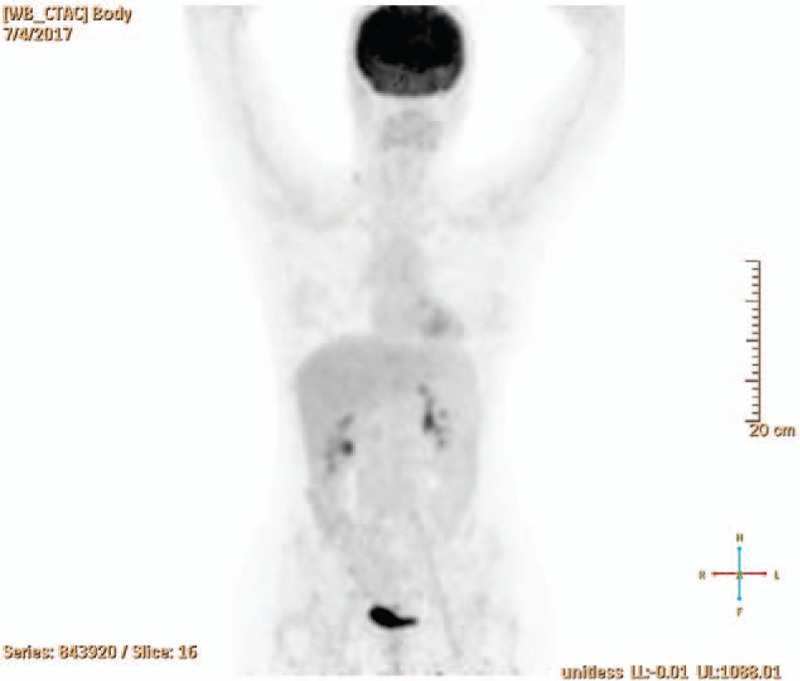 [WB_CTAC] Body
7/4/2017
20 cm
H
R A L
F
Series: 843920 / Slice: 16
unitless LL:-0.01 UL:1088.01